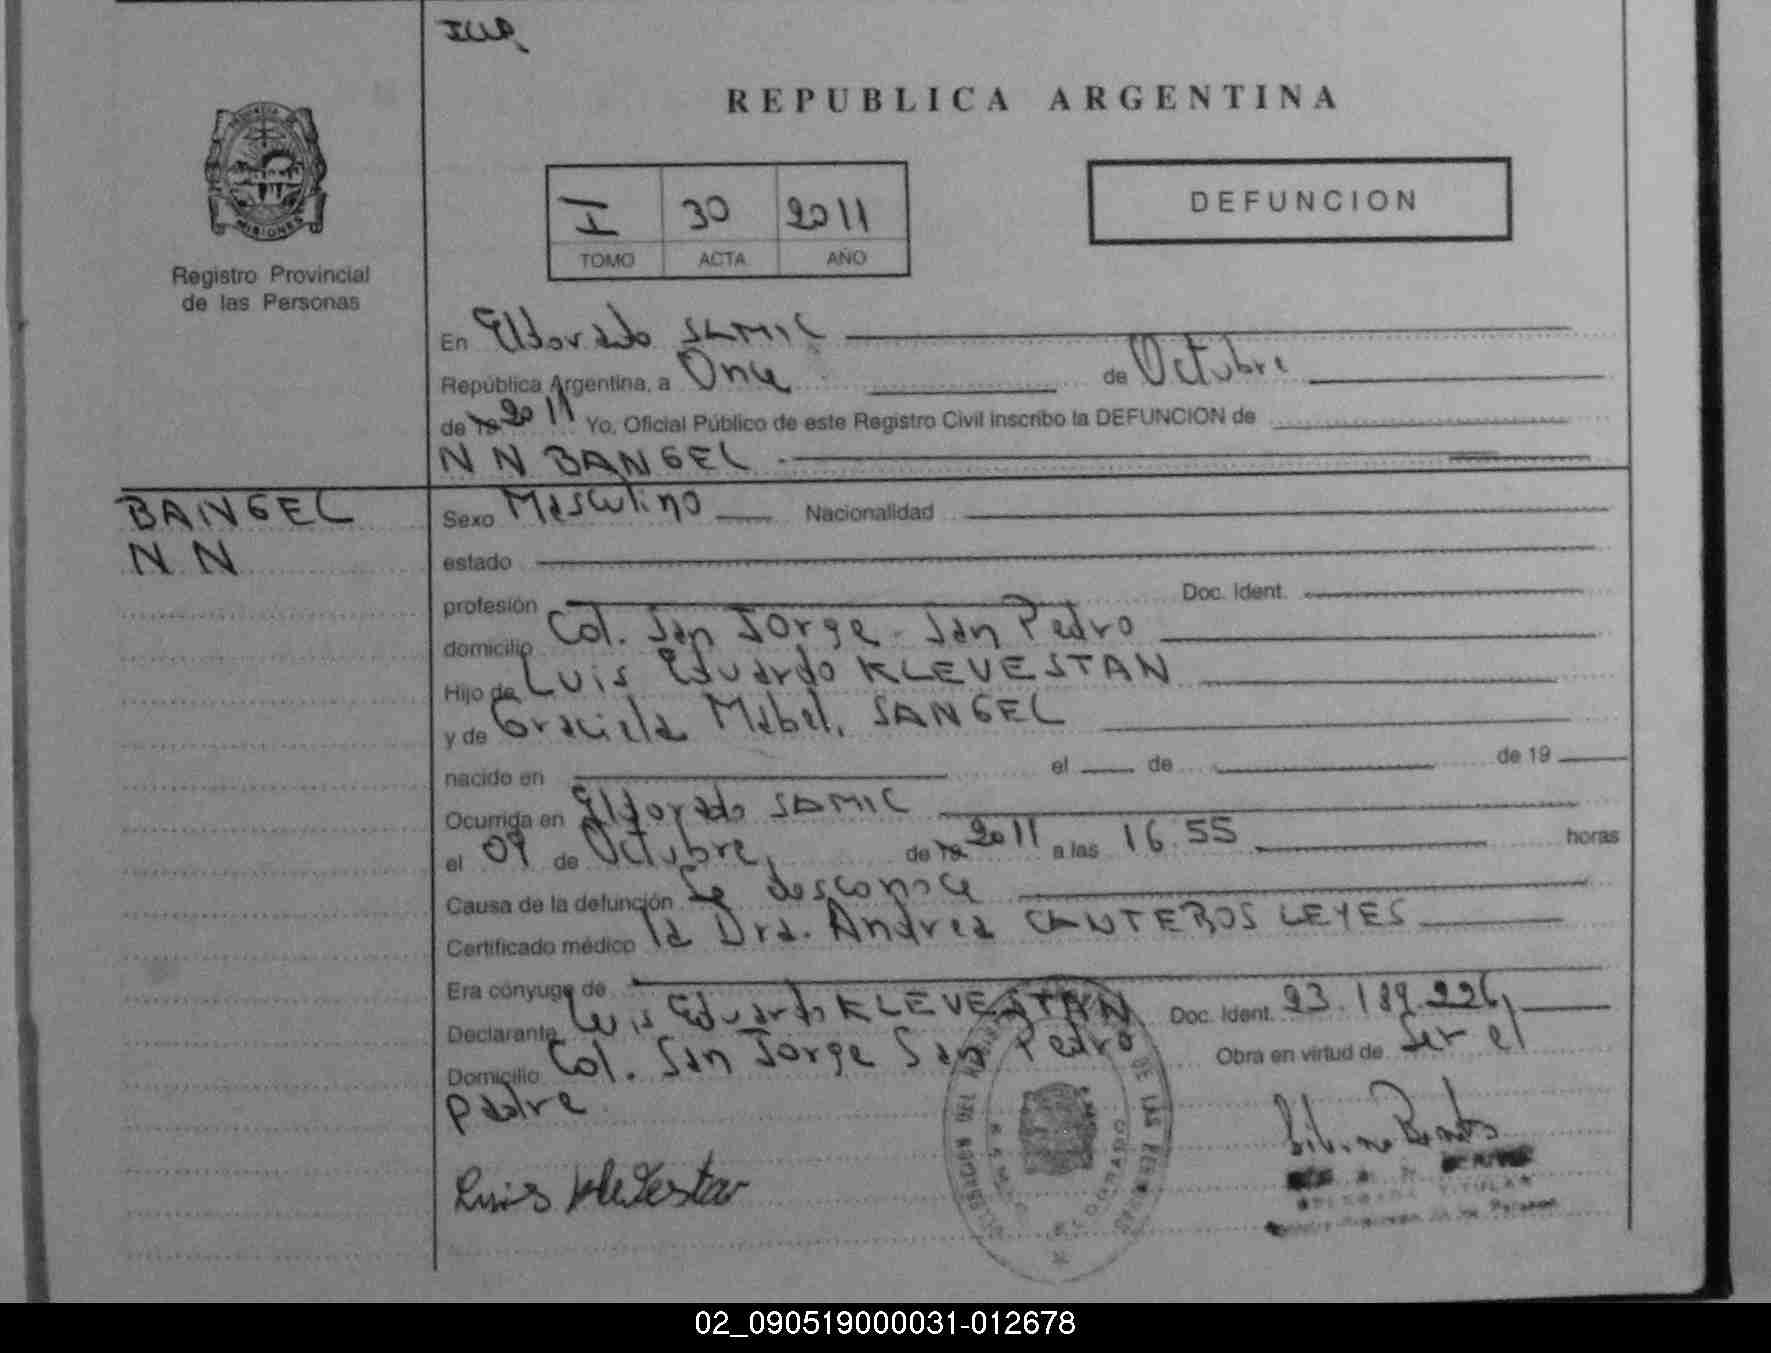 REPUBLICA ARGENTINA
MISIONES
Registro Provincial
de las Personas
I 30 2011
TOMO ACTA AÑO
DEFUNCION
En Eldorado SAMIC
República Argentina, a Once de Octubre
de 19 2011 Yo, Oficial Público de este Registro Civil inscribo la DEFUNCION de
N N BANGEL
BANGEL
N N
Sexo Masculino Nacionalidad
estado
profesión Doc. Ident.
domicilio Col. San Jorge - San Pedro
Hijo de Luis Eduardo KLEVESTAN
y de Graciela Mabel, SANGEL
nacido en el de de 19
Ocurrida en Eldorado SAMIC
el 09 de Octubre, de 19 2011 a las 16.55 horas
Causa de la defunción Se desconoce
Certificado médico la Dra. Andrea CANTEROS LEYES
Era cónyuge de
Declarante Luis Eduardo KLEVESTAN Doc. Ident. 23.189.226,
Domicilio Col. San Jorge San Pedro Obra en virtud de ser el
padre
Luis Klevestan
02_090519000031-012678